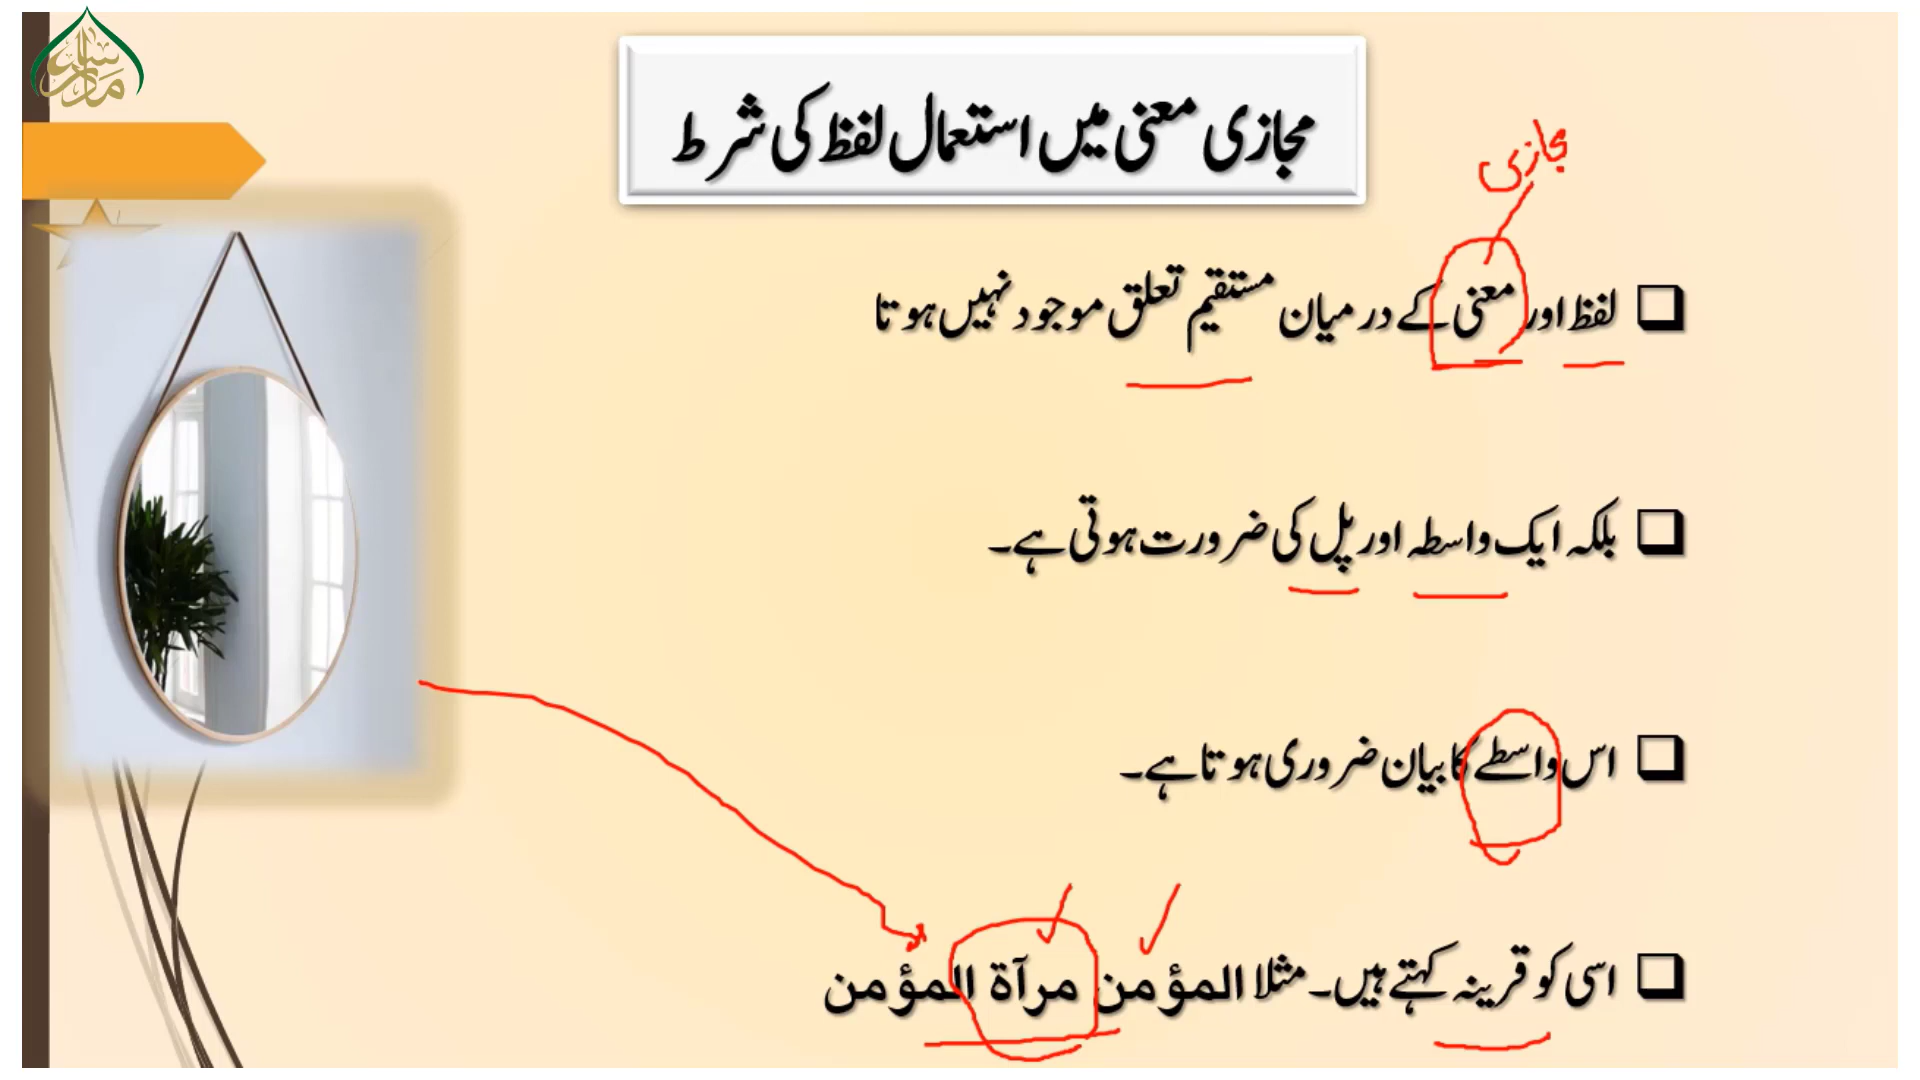 مجازی معنی میں استعمال لفظ کی شرط
مجازی
لفظ اور معنی کے درمیان مستقیم تعلق موجود نہیں ہوتا
بلکہ ایک واسطہ اور پل کی ضرورت ہوتی ہے۔
اس واسطے کا بیان ضروری ہوتا ہے۔
اسی کو قرینہ کہتے ہیں۔ مثلا المؤمن مرآة المؤمن